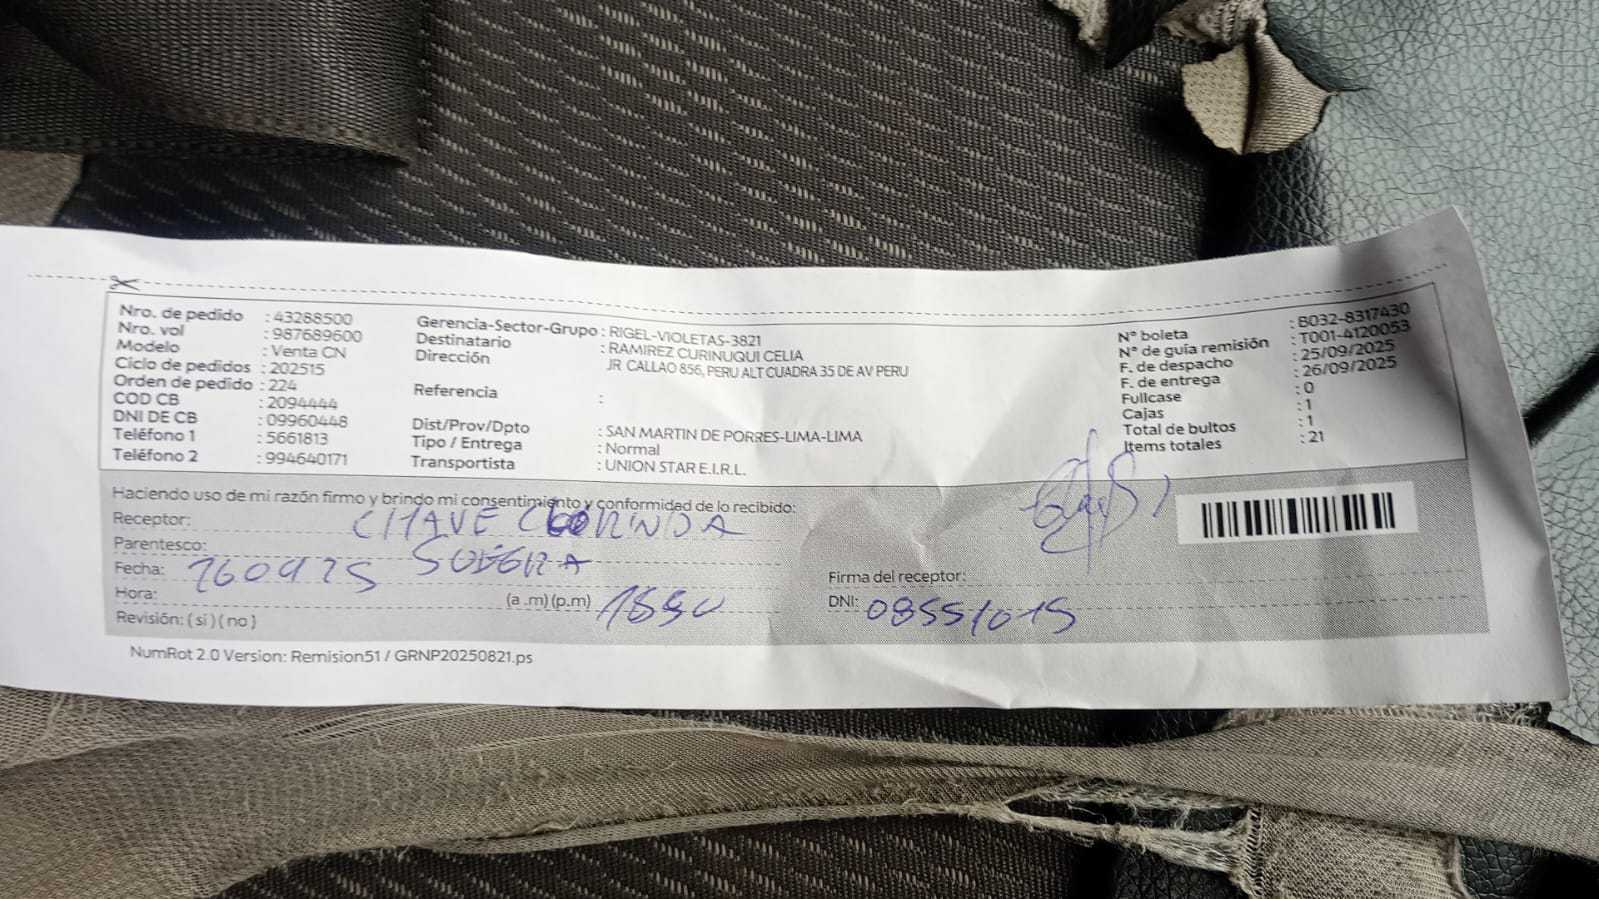 Nro. de pedido : 43288500
Nro. vol : 987689600
Modelo : Venta CN
Ciclo de pedidos : 202515
Orden de pedido : 224
COD CB : 2094444
DNI DE CB : 09960448
Teléfono 1 : 5661813
Teléfono 2 : 994640171
Gerencia-Sector-Grupo : RIGEL-VIOLETAS-3821
Destinatario : RAMIREZ CURINUQUI CELIA
Dirección JR CALLAO 856, PERU ALT CUADRA 35 DE AV PERU
Referencia :
Dist/Prov/Dpto : SAN MARTIN DE PORRES-LIMA-LIMA
Tipo / Entrega : Normal
Transportista : UNION STAR E.I.R.L.
N° boleta : B032-8317430
N° de guía remisión : T001-4120053
F. de despacho : 25/09/2025
F. de entrega : 26/09/2025
Fullcase : 0
Cajas : 1
Total de bultos : 1
Items totales : 21
Haciendo uso de mi razón firmo y brindo mi consentimiento y conformidad de lo recibido:
Receptor: CHAVE CLORINDA
Parentesco: SUEGRA
Fecha: 260925
Hora: (a .m) (p.m)
Revisión: ( si ) ( no )
Firma del receptor:
DNI: 08551015
NumRot 2.0 Version: Remision51 / GRNP20250821.ps